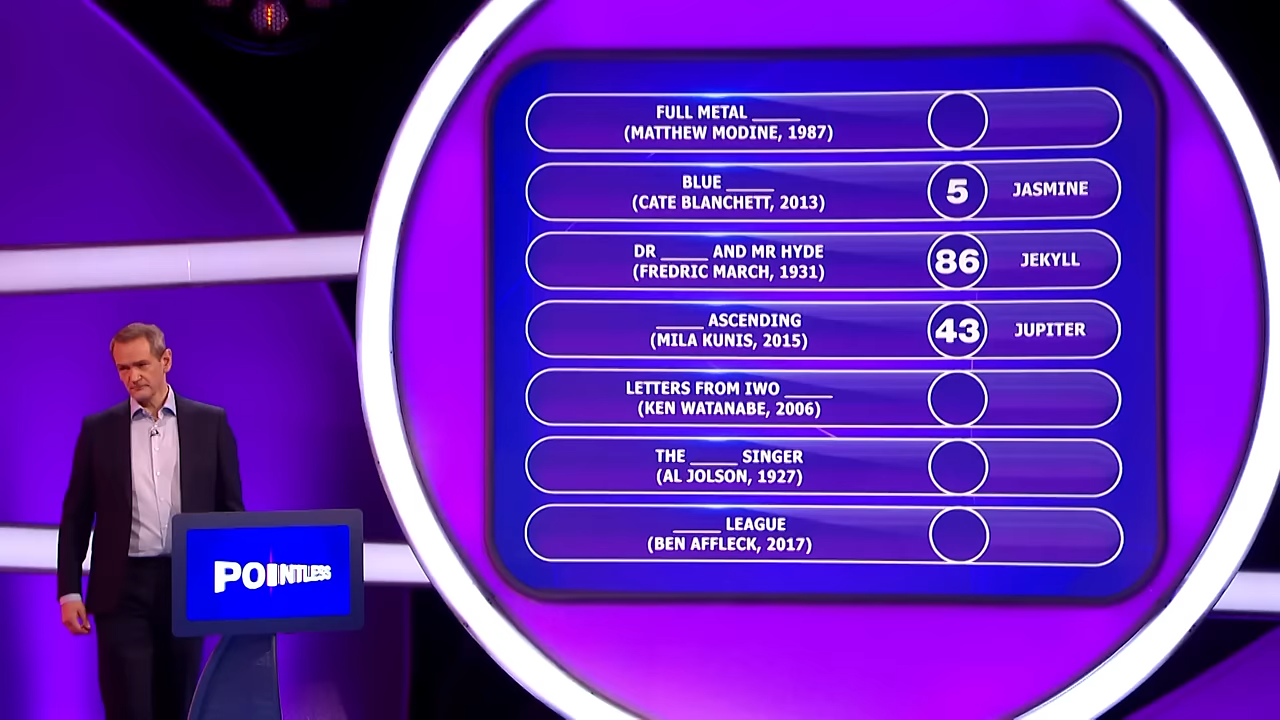 FULL METAL _____
(MATTHEW MODINE, 1987)
BLUE _____
(CATE BLANCHETT, 2013)
5
JASMINE
DR _____ AND MR HYDE
(FREDRIC MARCH, 1931)
86
JEKYLL
_____ ASCENDING
(MILA KUNIS, 2015)
43
JUPITER
LETTERS FROM IWO _____
(KEN WATANABE, 2006)
THE _____ SINGER
(AL JOLSON, 1927)
_____ LEAGUE
(BEN AFFLECK, 2017)
POINTLESS